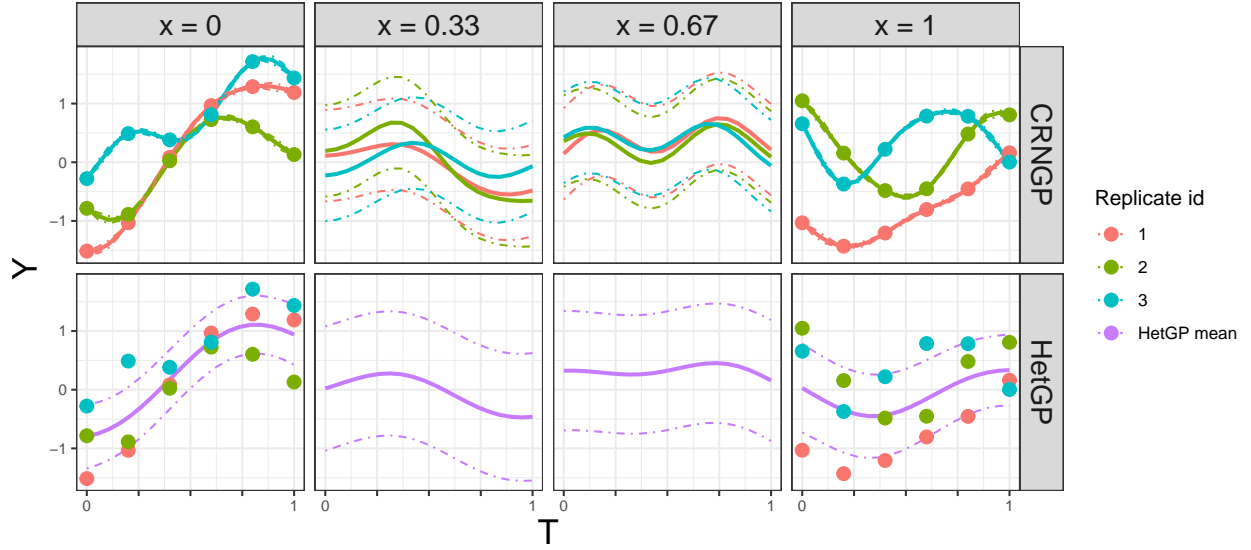 x = 0
x = 0.33
x = 0.67
x = 1
1
0
−1
CRNGP
Y
1
0
−1
HetGP
0
1
0
1
0
1
0
1
T
Replicate id
1
2
3
HetGP mean